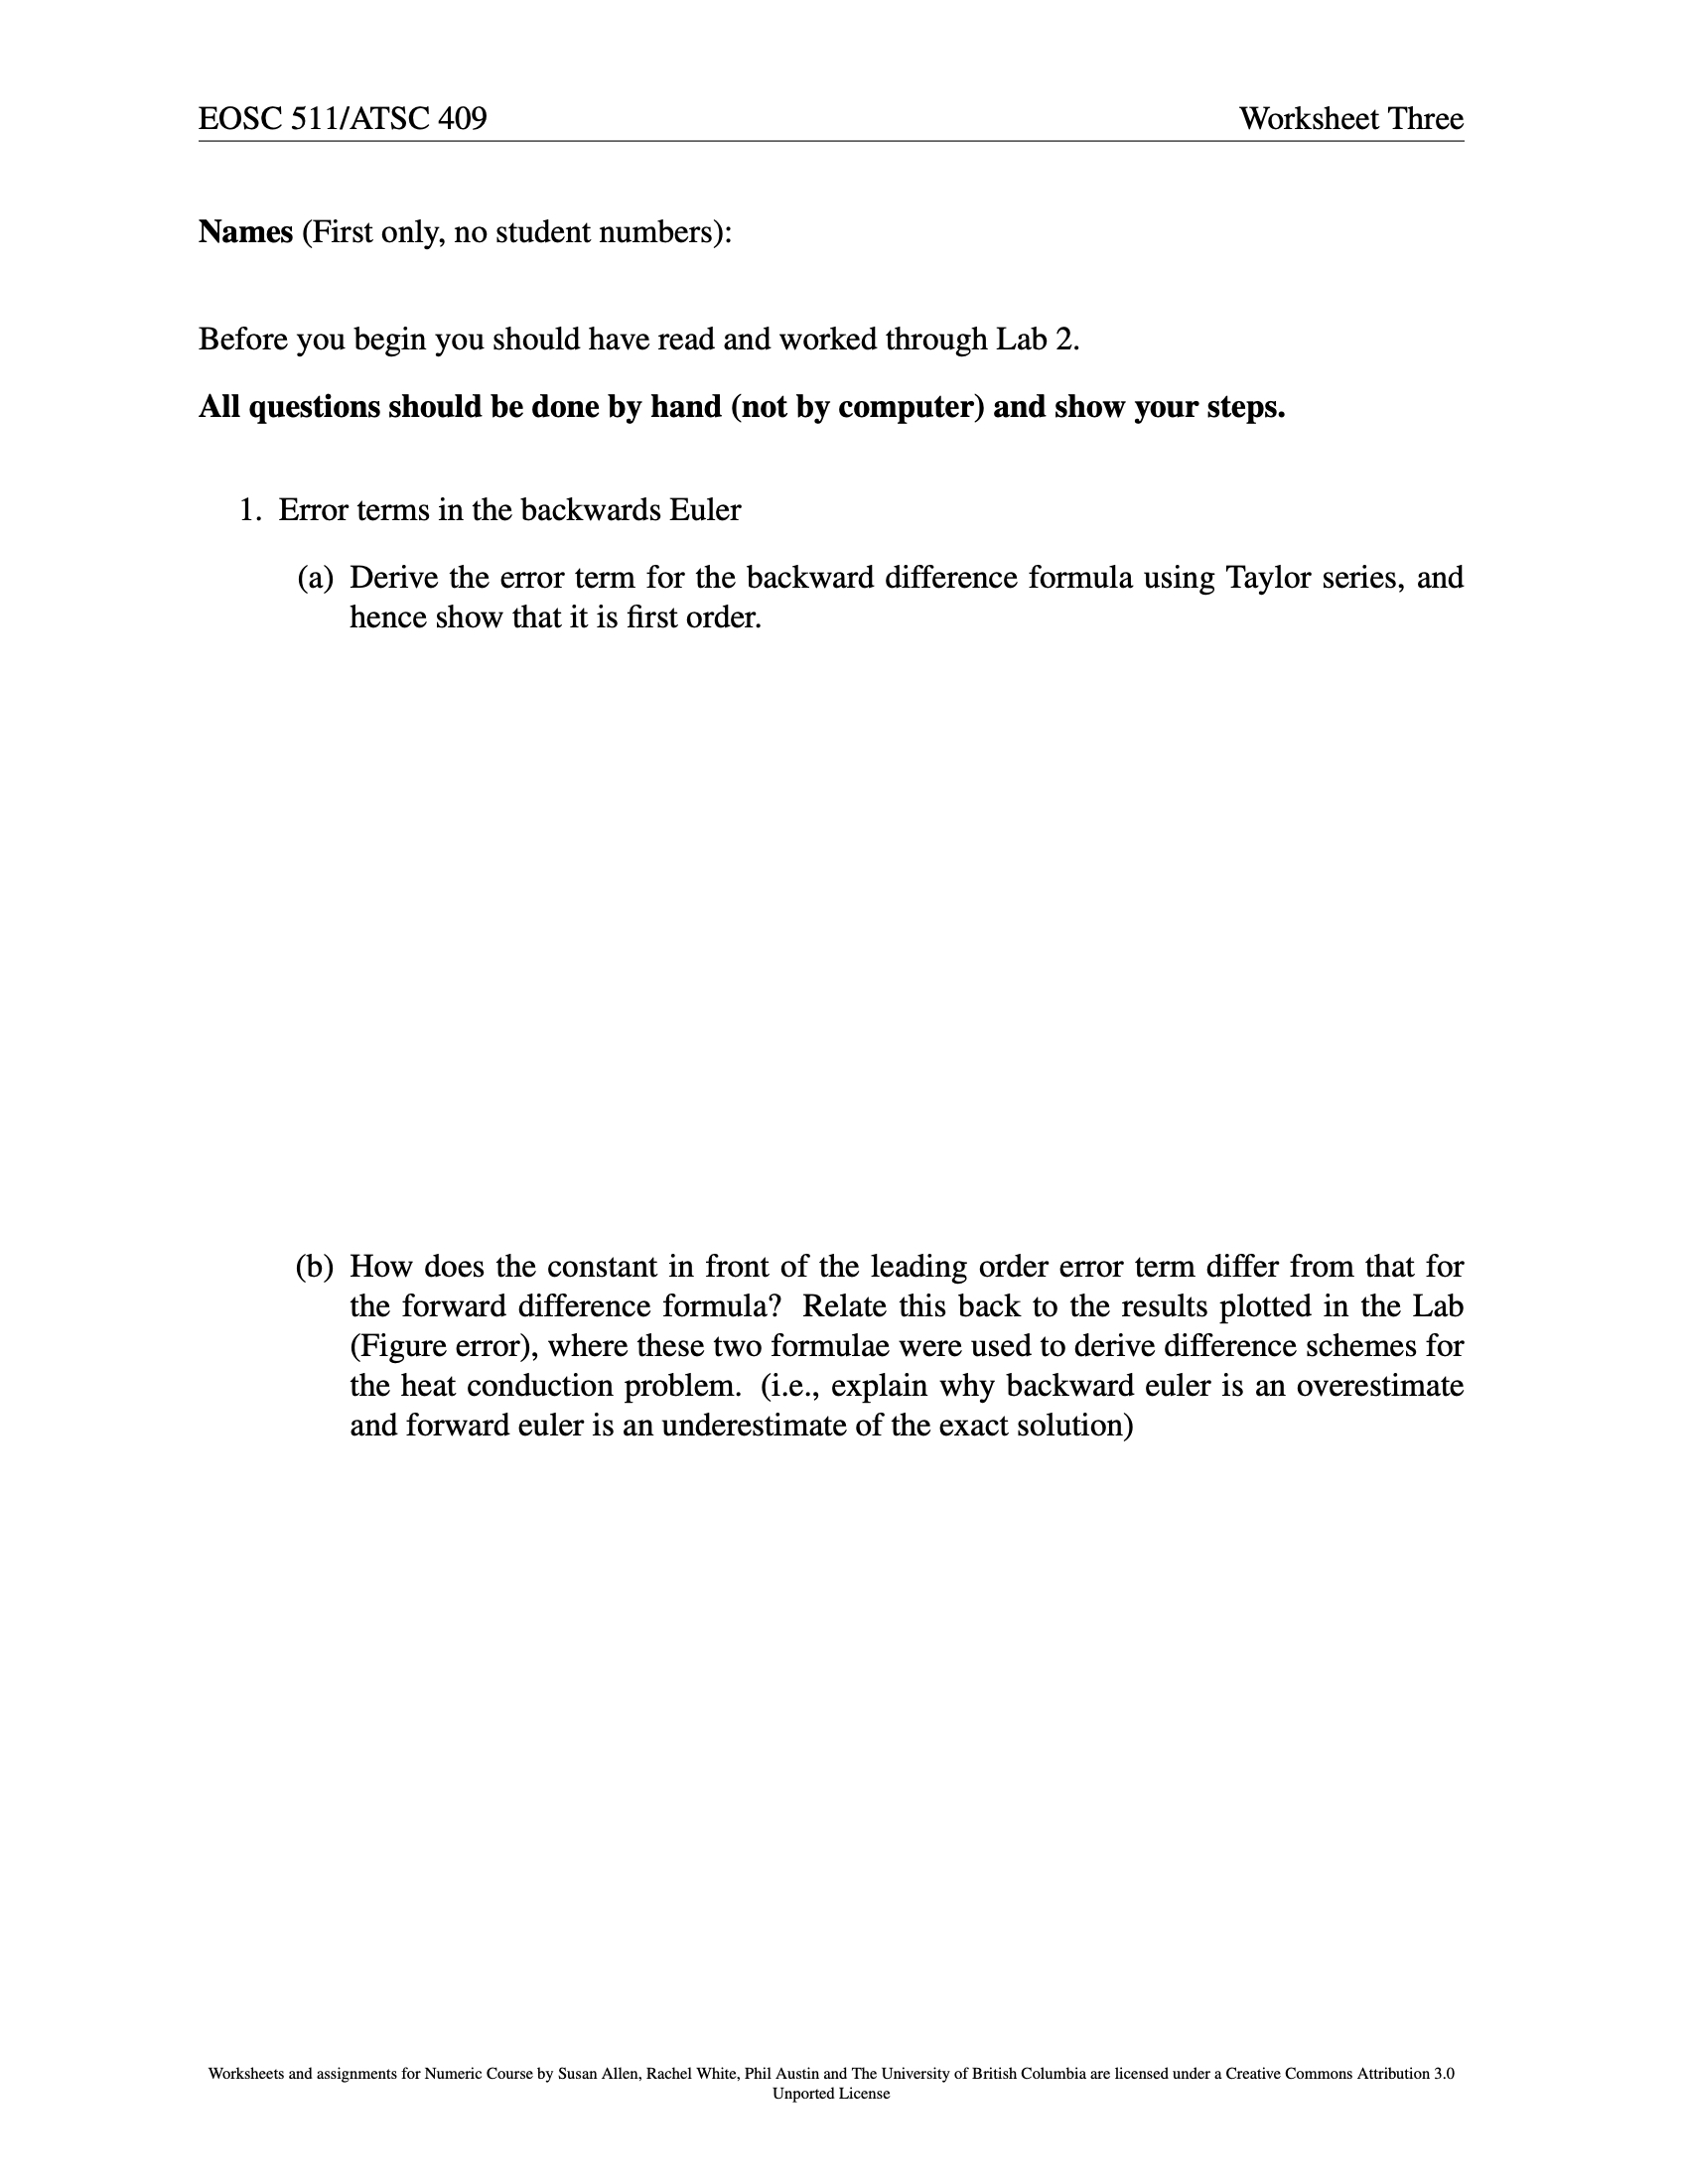 EOSC 511/ATSC 409 Worksheet Three
Names (First only, no student numbers):
Before you begin you should have read and worked through Lab 2.
All questions should be done by hand (not by computer) and show your steps.
1. Error terms in the backwards Euler
(a) Derive the error term for the backward difference formula using Taylor series, and
hence show that it is first order.
(b) How does the constant in front of the leading order error term differ from that for
the forward difference formula? Relate this back to the results plotted in the Lab
(Figure error), where these two formulae were used to derive difference schemes for
the heat conduction problem. (i.e., explain why backward euler is an overestimate
and forward euler is an underestimate of the exact solution)
Worksheets and assignments for Numeric Course by Susan Allen, Rachel White, Phil Austin and The University of British Columbia are licensed under a Creative Commons Attribution 3.0
Unported License